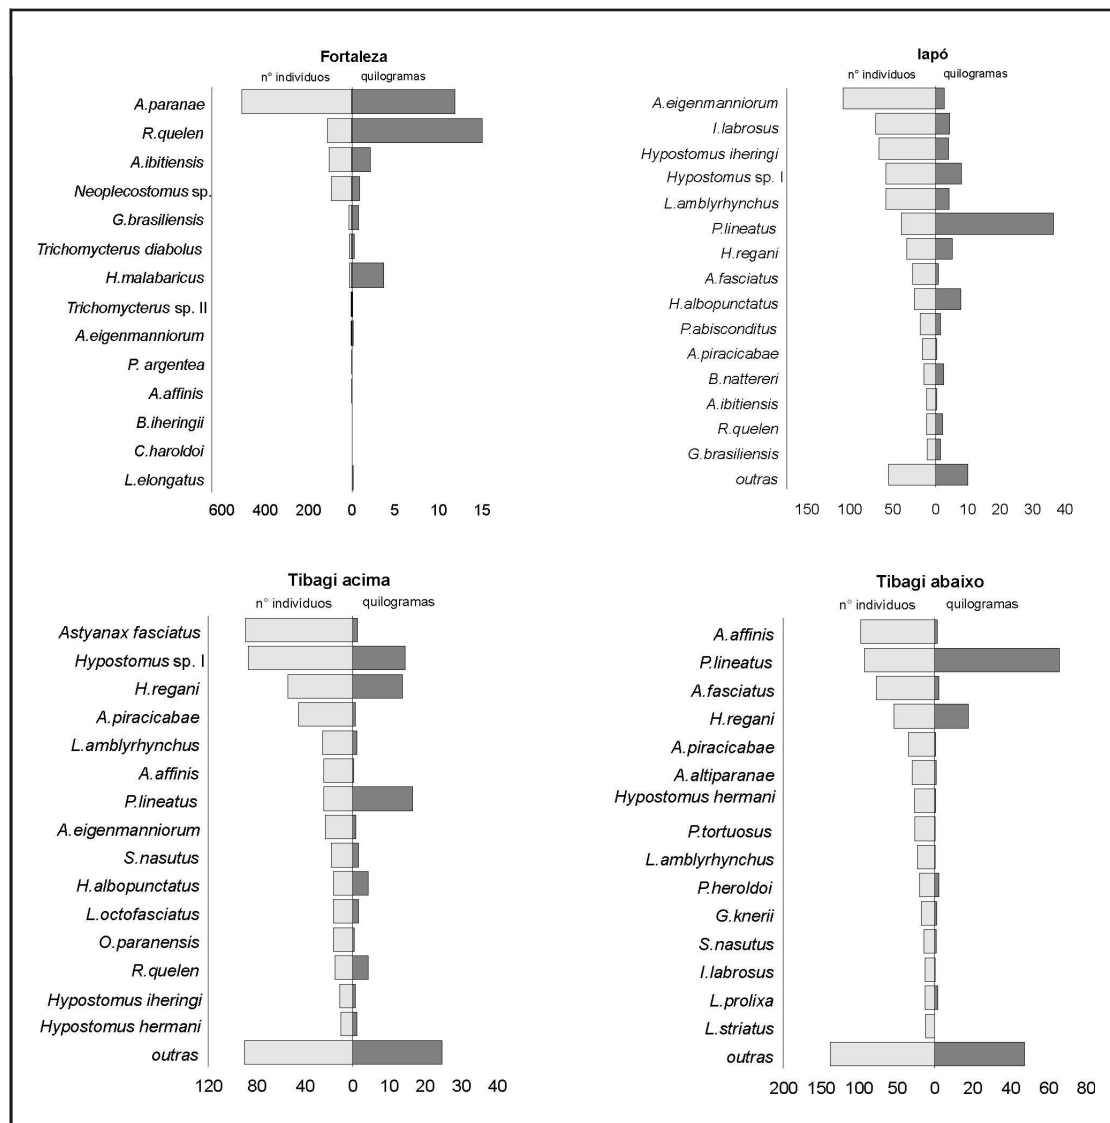 Fortaleza
n° indivíduos quilogramas
A.paranae
R.quelen
A.ibitiensis
Neoplecostomus sp.
G.brasiliensis
Trichomycterus diabolus
H.malabaricus
Trichomycterus sp. II
A.eigenmanniorum
P. argentea
A.affinis
B.iheringii
C.haroldoi
L.elongatus
600 400 200 0 5 10 15
Iapó
n° indivíduos quilogramas
A.eigenmanniorum
I.labrosus
Hypostomus iheringi
Hypostomus sp. I
L.amblyrhynchus
P.lineatus
H.regani
A.fasciatus
H.albopunctatus
P.abisconditus
A.piracicabae
B.nattereri
A.ibitiensis
R.quelen
G.brasiliensis
outras
150 100 50 0 10 20 30 40
Tibagi acima
n° indivíduos quilogramas
Astyanax fasciatus
Hypostomus sp. I
H.regani
A.piracicabae
L.amblyrhynchus
A.affinis
P.lineatus
A.eigenmanniorum
S.nasutus
H.albopunctatus
L.octofasciatus
O.paranensis
R.quelen
Hypostomus iheringi
Hypostomus hermani
outras
120 80 40 0 10 20 30 40
Tibagi abaixo
n° indivíduos quilogramas
A.affinis
P.lineatus
A.fasciatus
H.regani
A.piracicabae
A.altiparanae
Hypostomus hermani
P.tortuosus
L.amblyrhynchus
P.heroldoi
G.knerii
S.nasutus
I.labrosus
L.prolixa
L.striatus
outras
200 150 100 50 0 20 40 60 80